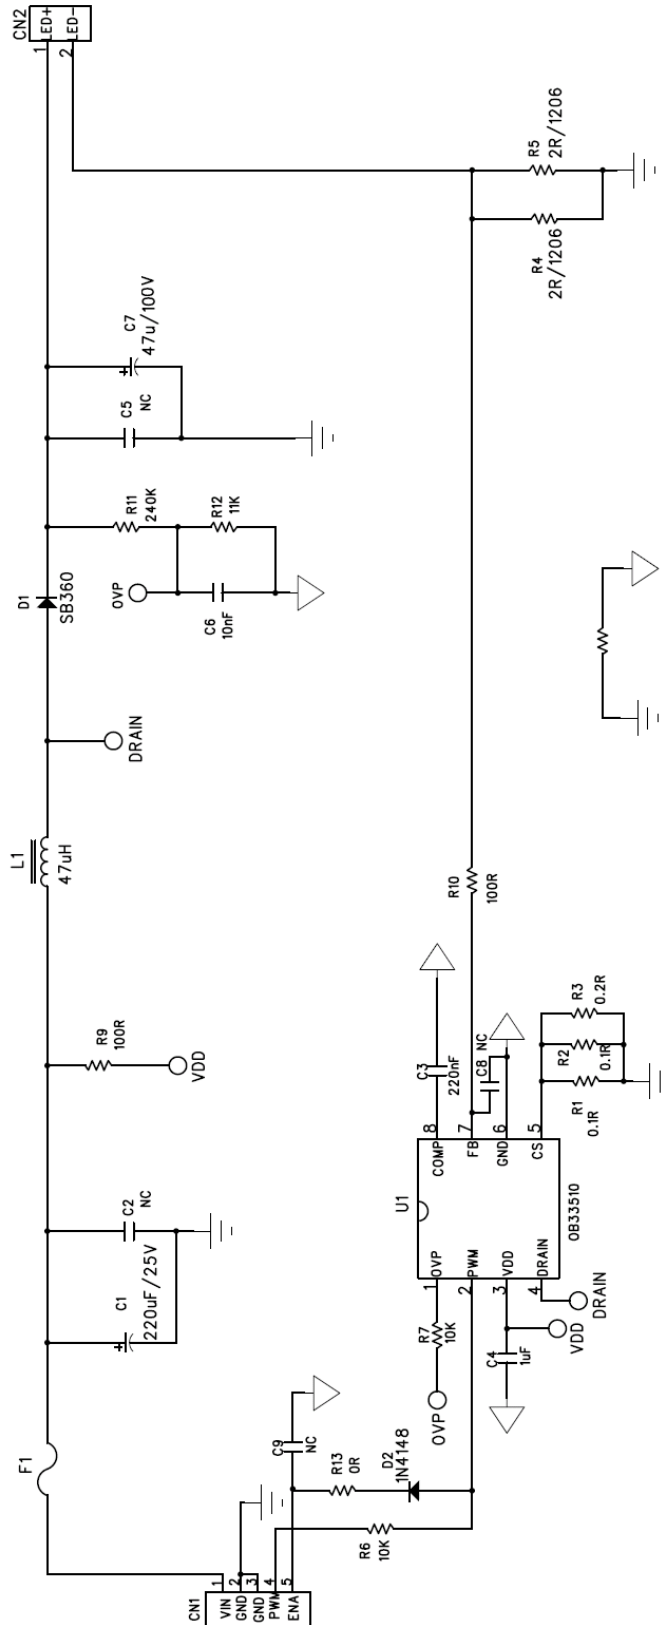 CN2
LED+
LED-
1
2
R5
2R/1206
R4
2R/1206
C7
47u/100V
C5
NC
R11
240K
R12
11K
D1
SB360
OVP
C6
10nF
DRAIN
L1
47uH
R10
100R
R9
100R
VDD
C3
220nF
C8
NC
R3
0.2R
R2
0.1R
R1
0.1R
C2
NC
C1
220uF/25V
U1
8
7
6
5
COMP
FB
GND
CS
OB33510
OVP
PWM
VDD
DRAIN
1
2
3
4
R7
10K
C4
1uF
VDD
DRAIN
OVP
F1
C9
NC
R13
0R
D2
1N4148
R6
10K
CN1
1
2
3
4
5
VIN
GND
GND
PWM
ENA